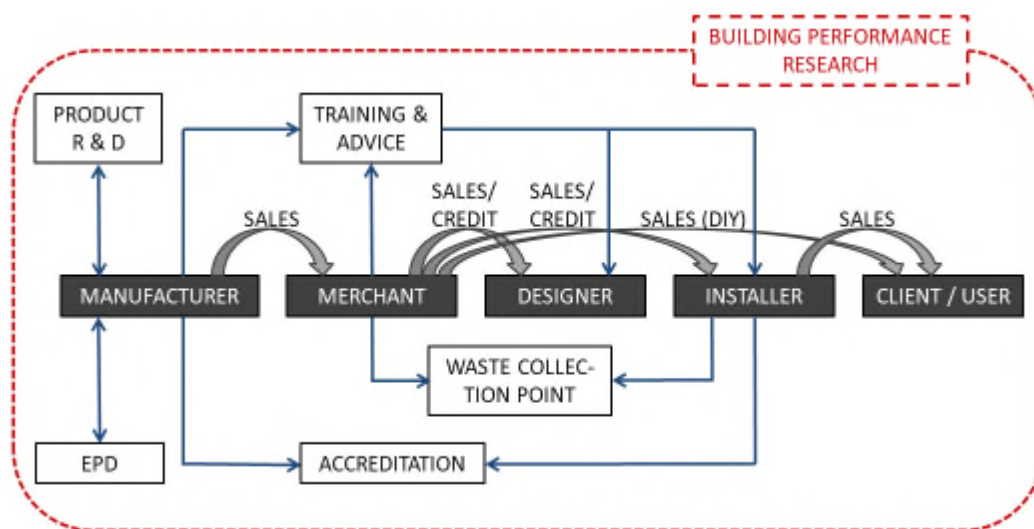 BUILDING PERFORMANCE
RESEARCH
PRODUCT
R & D
TRAINING &
ADVICE
SALES
SALES/
CREDIT
SALES/
CREDIT
SALES (DIY)
SALES
MANUFACTURER
MERCHANT
DESIGNER
INSTALLER
CLIENT / USER
WASTE COLLEC-
TION POINT
EPD
ACCREDITATION